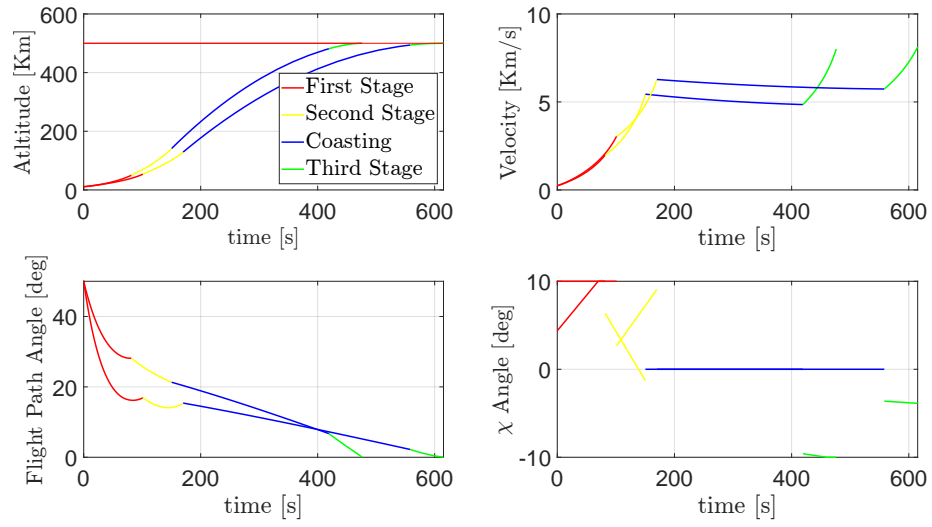 600
400
200
0
Atltitude [Km]
0 200 400 600
time [s]
First Stage
Second Stage
Coasting
Third Stage
10
5
0
Velocity [Km/s]
0 200 400 600
time [s]
40
20
0
Flight Path Angle [deg]
0 200 400 600
time [s]
10
0
-10
χ Angle [deg]
0 200 400 600
time [s]